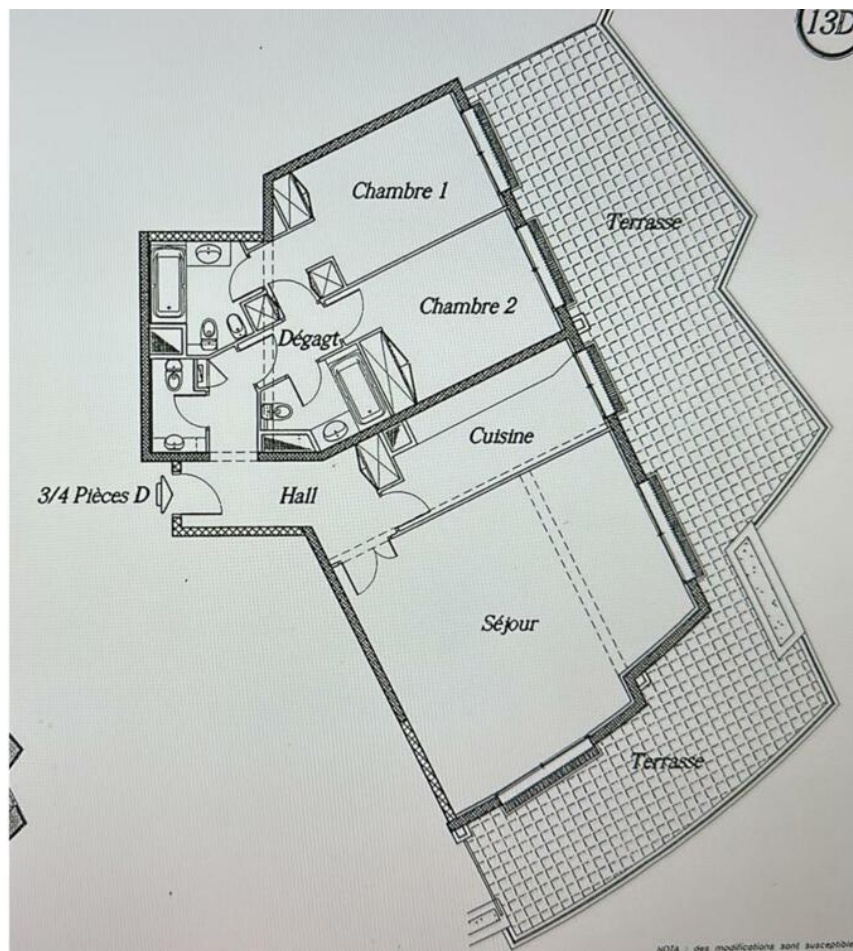 13D
Chambre 1
Terrasse
Chambre 2
Dégagt
Cuisine
3/4 Pièces D
Hall
Séjour
Terrasse
NOTA : des modifications sont susceptible